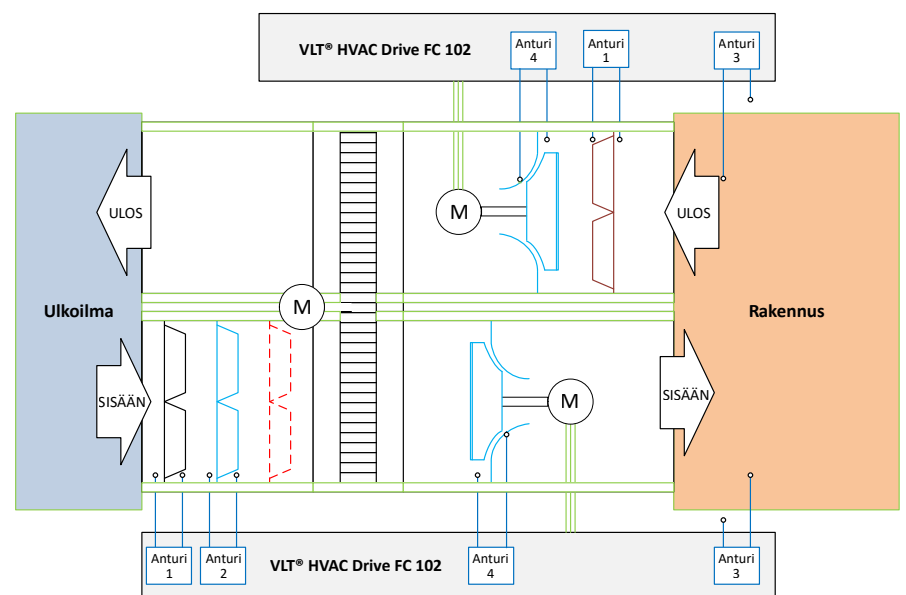 VLT® HVAC Drive FC 102
Anturi
4
Anturi
1
Anturi
3
ULOS
M
ULOS
Ulkoilma
M
Rakennus
SISÄÄN
M
SISÄÄN
Anturi
1
Anturi
2
VLT® HVAC Drive FC 102
Anturi
4
Anturi
3